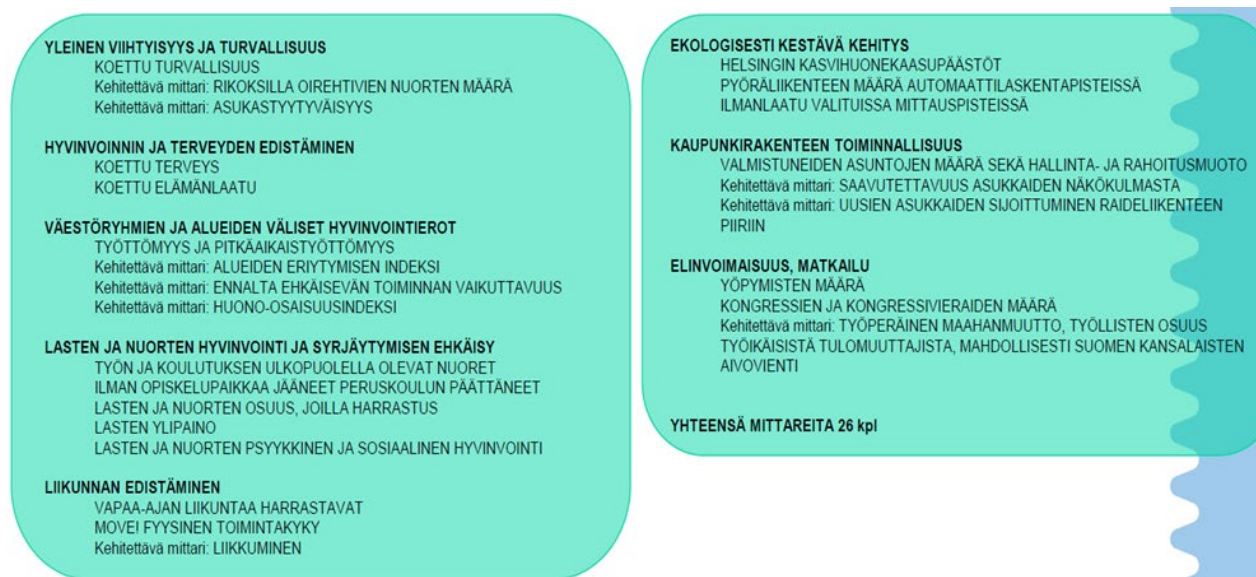 YLEINEN VIIHTYISYYS JA TURVALLISUUS
KOETTU TURVALLISUUS
Kehitettävä mittari: RIKOKSILLA OIREHTIVIEN NUORTEN MÄÄRÄ
Kehitettävä mittari: ASUKASTYYTYVÄISYYS
HYVINVOINNIN JA TERVEYDEN EDISTÄMINEN
KOETTU TERVEYS
KOETTU ELÄMÄNLAATU
VÄESTÖRYHMIEN JA ALUEIDEN VÄLISET HYVINVOINTIEROT
TYÖTTÖMYYS JA PITKÄAIKAISTYÖTTÖMYYS
Kehitettävä mittari: ALUEIDEN ERIYTYMISEN INDEKSI
Kehitettävä mittari: ENNALTA EHKÄISEVÄN TOIMINNAN VAIKUTTAVUUS
Kehitettävä mittari: HUONO-OSAISUUSINDEKSI
LASTEN JA NUORTEN HYVINVOINTI JA SYRJÄYTYMISEN EHKÄISY
TYÖN JA KOULUTUKSEN ULKOPUOLELLA OLEVAT NUORET
ILMAN OPISKELUPAIKKAA JÄÄNEET PERUSKOULUN PÄÄTTÄNEET
LASTEN JA NUORTEN OSUUS, JOILLA HARRASTUS
LASTEN YLIPAINO
LASTEN JA NUORTEN PSYYKKINEN JA SOSIAALINEN HYVINVOINTI
LIIKUNNAN EDISTÄMINEN
VAPAA-AJAN LIIKUNTAA HARRASTAVAT
MOVE! FYYSINEN TOIMINTAKYKY
Kehitettävä mittari: LIIKKUMINEN
EKOLOGISESTI KESTÄVÄ KEHITYS
HELSINGIN KASVIHUONEKAASUPÄÄSTÖT
PYÖRÄLIIKENTEEN MÄÄRÄ AUTOMAATTILASKENTAPISTEISSÄ
ILMANLAATU VALITUISSA MITTAUSPISTEISSÄ
KAUPUNKIRAKENTEEN TOIMINNALLISUUS
VALMISTUNEIDEN ASUNTOJEN MÄÄRÄ SEKÄ HALLINTA- JA RAHOITUSMUOTO
Kehitettävä mittari: SAAVUTETTAVUUS ASUKKAIDEN NÄKÖKULMASTA
Kehitettävä mittari: UUSIEN ASUKKAIDEN SIJOITTUMINEN RAIDELIIKENTEEN
PIIRIIN
ELINVOIMAISUUS, MATKAILU
YÖPYMISTEN MÄÄRÄ
KONGRESSIEN JA KONGRESSIVIERAIDEN MÄÄRÄ
Kehitettävä mittari: TYÖPERÄINEN MAAHANMUUTTO, TYÖLLISTEN OSUUS
TYÖIKÄISISTÄ TULOMUUTTAJISTA, MAHDOLLISESTI SUOMEN KANSALAISTEN
AIVOVIENTI
YHTEENSÄ MITTAREITA 26 kpl